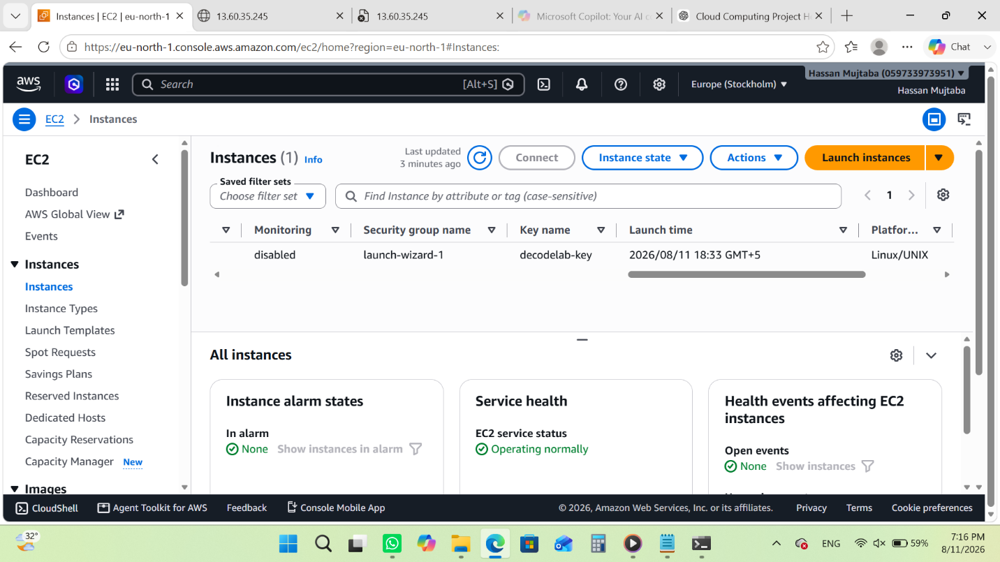 Instances | EC2 | eu-north-1
13.60.35.245
13.60.35.245
Microsoft Copilot: Your AI c
Cloud Computing Project H
https://eu-north-1.console.aws.amazon.com/ec2/home?region=eu-north-1#Instances:
Chat
aws
Search
[Alt+S]
Europe (Stockholm)
Hassan Mujtaba (059733973951)
Hassan Mujtaba
EC2
Instances
EC2
Dashboard
AWS Global View
Events
Instances
Instances
Instance Types
Launch Templates
Spot Requests
Savings Plans
Reserved Instances
Dedicated Hosts
Capacity Reservations
Capacity Manager New
Images
Instances (1) Info
Last updated
3 minutes ago
Connect
Instance state
Actions
Launch instances
Saved filter sets
Choose filter set
Find Instance by attribute or tag (case-sensitive)
1
Monitoring Security group name Key name Launch time Platfor...
disabled launch-wizard-1 decodelab-key 2026/08/11 18:33 GMT+5 Linux/UNIX
All instances
Instance alarm states
In alarm
None Show instances in alarm
Service health
EC2 service status
Operating normally
Health events affecting EC2
instances
Open events
None Show instances
CloudShell Agent Toolkit for AWS Feedback Console Mobile App © 2026, Amazon Web Services, Inc. or its affiliates. Privacy Terms Cookie preferences
32°
ENG
59%
7:16 PM
8/11/2026